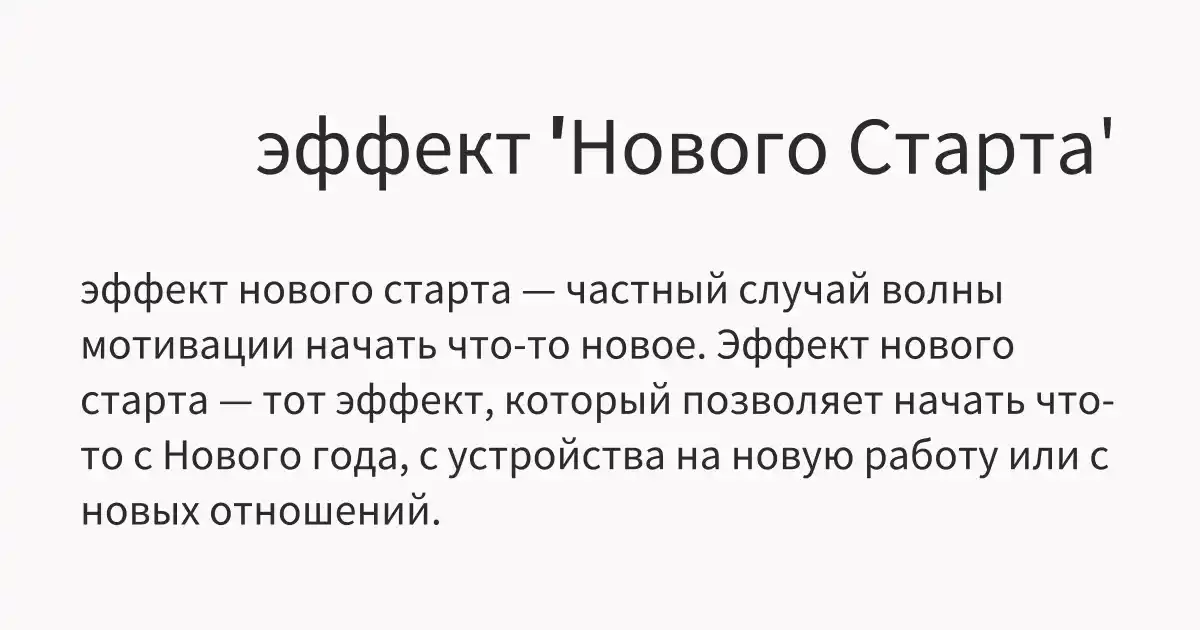 эффект 'Нового Старта'
эффект нового старта — частный случай волны
мотивации начать что-то новое. Эффект нового
старта — тот эффект, который позволяет начать что-
то с Нового года, с устройства на новую работу или с
новых отношений.